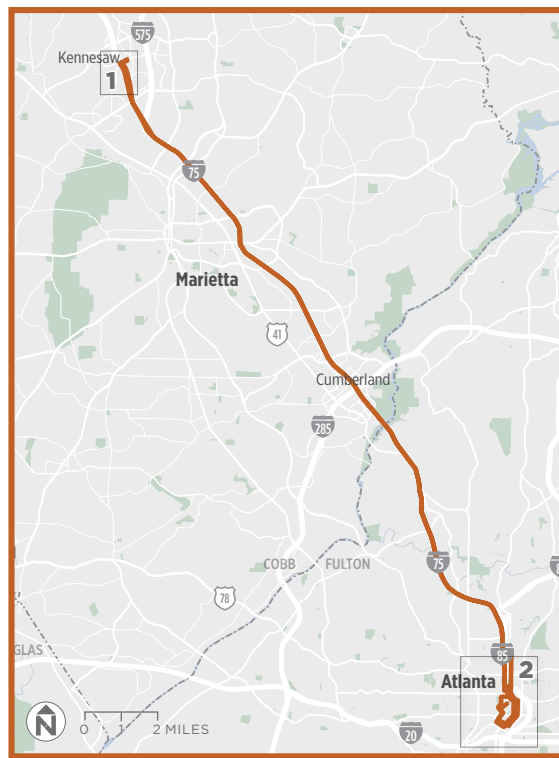 575
Kennesaw
1
75
Marietta
41
Cumberland
285
75
COBB FULTON
78
GLAS
85
2
Atlanta
N
0 1 2 MILES
20